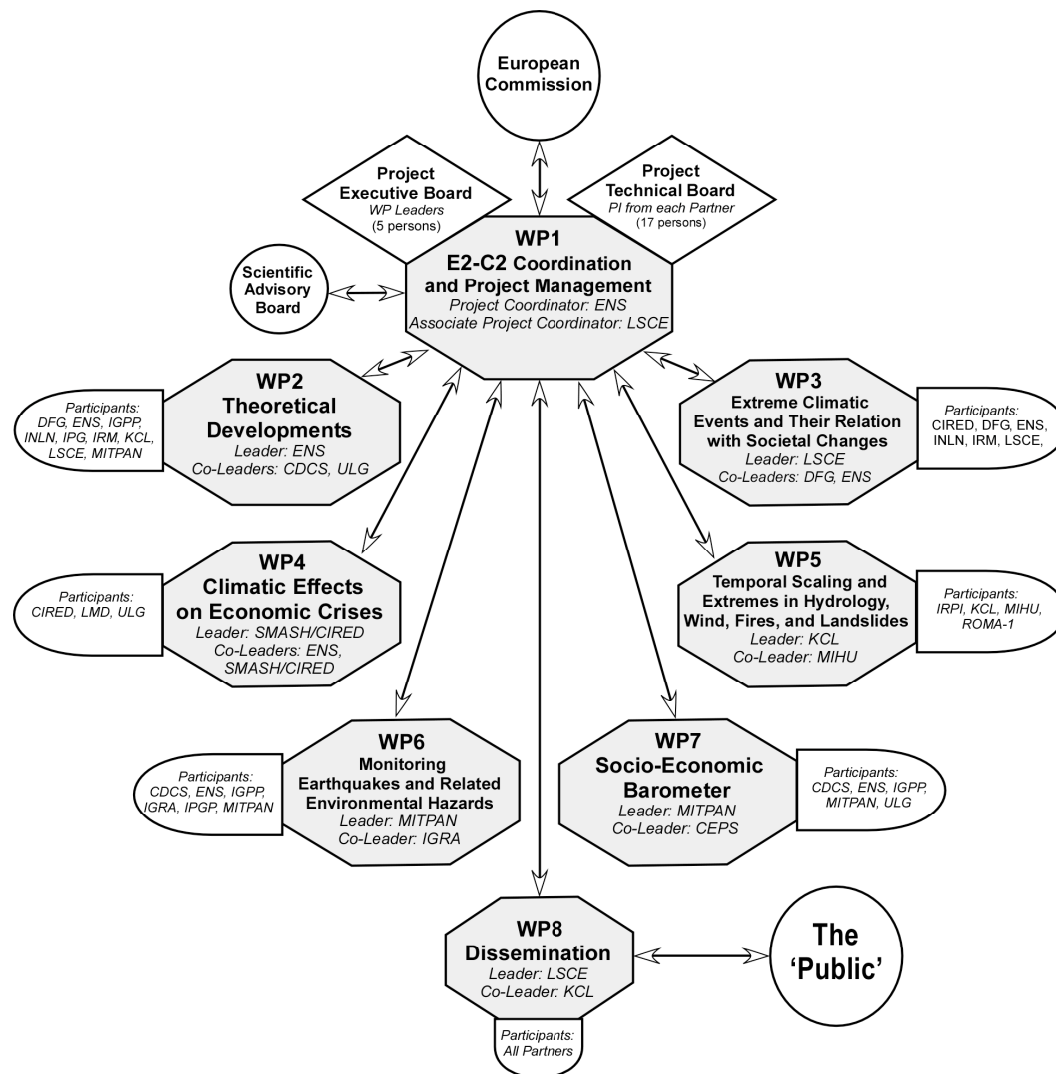 European
Commission
Project
Executive Board
WP Leaders
(5 persons)
Project
Technical Board
PI from each Partner
(17 persons)
WP1
E2-C2 Coordination
and Project Management
Project Coordinator: ENS
Associate Project Coordinator: LSCE
Scientific
Advisory
Board
Participants:
DFG, ENS, IGPP,
INLN, IPG, IRM, KCL,
LSCE, MITPAN
WP2
Theoretical
Developments
Leader: ENS
Co-Leaders: CDCS, ULG
WP3
Extreme Climatic
Events and Their Relation
with Societal Changes
Leader: LSCE
Co-Leaders: DFG, ENS
Participants:
CIRED, DFG, ENS,
INLN, IRM, LSCE,
Participants:
CIRED, LMD, ULG
WP4
Climatic Effects
on Economic Crises
Leader: SMASH/CIRED
Co-Leaders: ENS,
SMASH/CIRED
WP5
Temporal Scaling and
Extremes in Hydrology,
Wind, Fires, and Landslides
Leader: KCL
Co-Leader: MIHU
Participants:
IRPI, KCL, MIHU,
ROMA-1
Participants:
CDCS, ENS, IGPP,
IGRA, IPGP, MITPAN
WP6
Monitoring
Earthquakes and Related
Environmental Hazards
Leader: MITPAN
Co-Leader: IGRA
WP7
Socio-Economic
Barometer
Leader: MITPAN
Co-Leader: CEPS
Participants:
CDCS, ENS, IGPP,
MITPAN, ULG
WP8
Dissemination
Leader: LSCE
Co-Leader: KCL
Participants:
All Partners
The
‘Public’